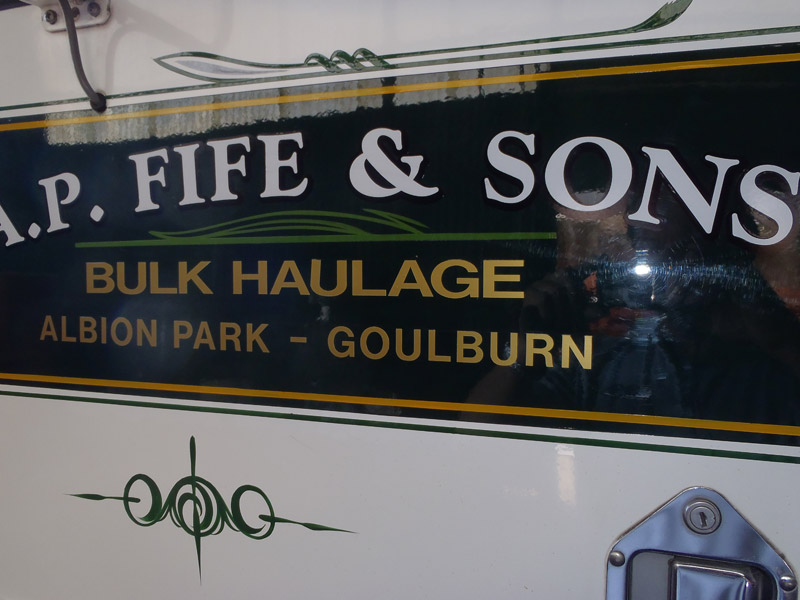 A.P. FIFE & SONS
BULK HAULAGE
ALBION PARK - GOULBURN